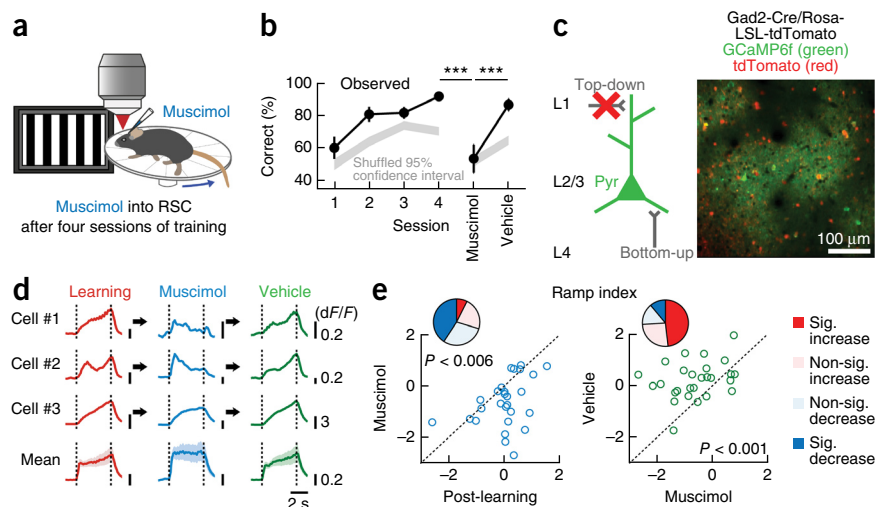 a
Muscimol
Muscimol into RSC
after four sessions of training
b
Correct (%)
100
80
60
40
Observed
***
***
Shuffled 95%
confidence interval
1
2
3
4
Session
Muscimol
Vehicle
c
Top-down
L1
L2/3
Pyr
L4
Bottom-up
Gad2-Cre/Rosa-
LSL-tdTomato
GCaMP6f (green)
tdTomato (red)
100 μm
d
Learning
Muscimol
Vehicle
(dF/F)
Cell #1
0.2
Cell #2
0.2
Cell #3
3
Mean
0.2
2 s
e
Ramp index
P < 0.006
Muscimol
2
0
−2
−2
0
2
Post-learning
Vehicle
2
0
−2
P < 0.001
−2
0
2
Muscimol
Sig.
increase
Non-sig.
increase
Non-sig.
decrease
Sig.
decrease